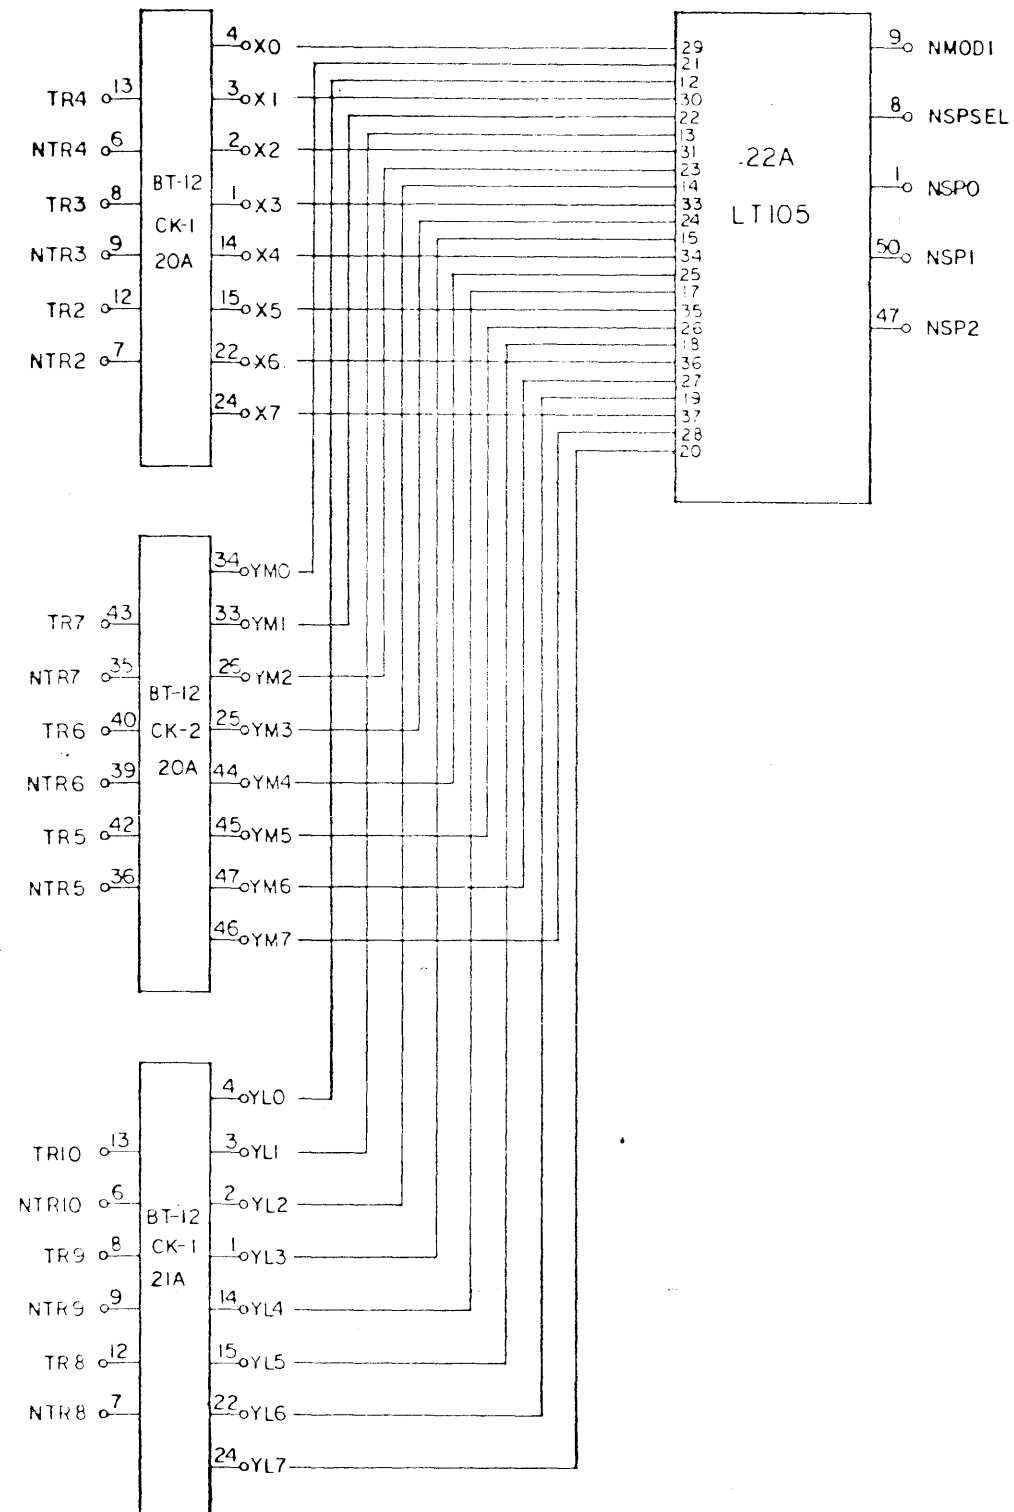 4 X0
TR4 13
3 X1
NTR4 6
2 X2
TR3 8
1 X3
NTR3 9
14 X4
TR2 12
15 X5
NTR2 7
22 X6
24 X7
BT-12
CK-1
20A
29
21
12
30
22
13
31
23
14
33
24
15
34
25
17
35
26
18
36
27
19
37
28
20
22A
LT105
9 NMOD1
8 NSPSEL
1 NSP0
50 NSP1
47 NSP2
34 YM0
TR7 43
33 YM1
NTR7 35
26 YM2
TR6 40
25 YM3
NTR6 39
44 YM4
TR5 42
45 YM5
NTR5 36
47 YM6
46 YM7
BT-12
CK-2
20A
4 YL0
TR10 13
3 YL1
NTR10 6
2 YL2
TR9 8
1 YL3
NTR9 9
14 YL4
TR8 12
15 YL5
NTR8 7
22 YL6
24 YL7
BT-12
CK-1
21A